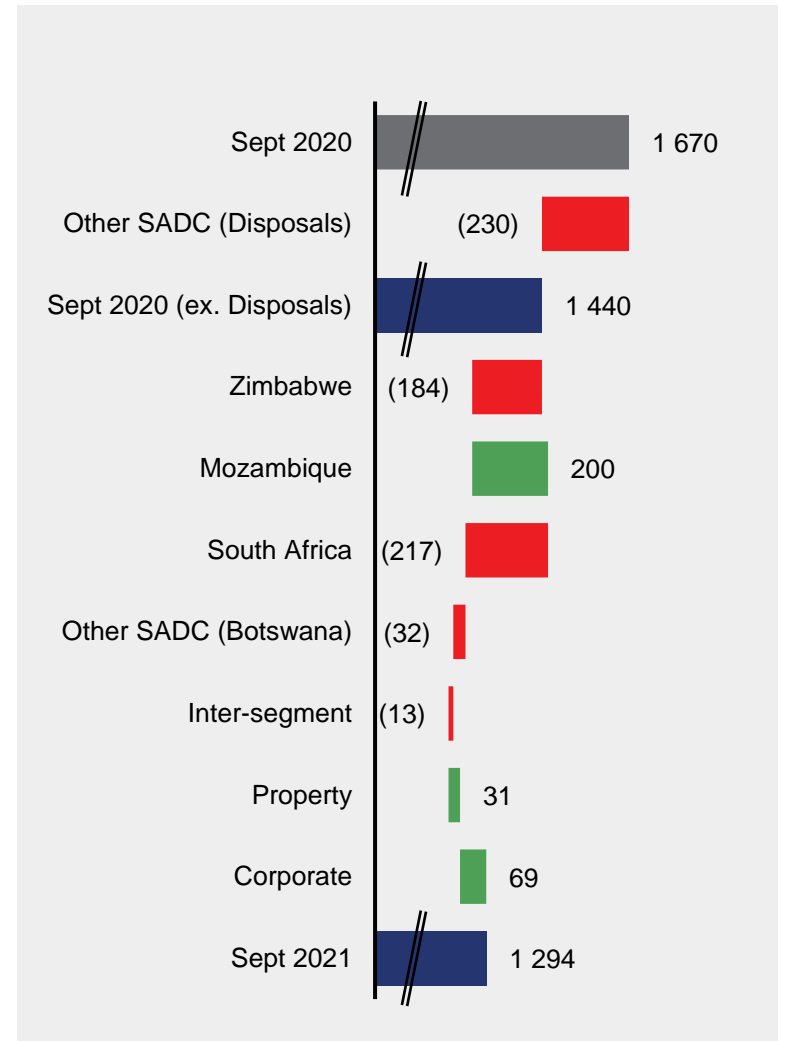 Sept 2020 1 670
Other SADC (Disposals) (230)
Sept 2020 (ex. Disposals) 1 440
Zimbabwe (184)
Mozambique 200
South Africa (217)
Other SADC (Botswana) (32)
Inter-segment (13)
Property 31
Corporate 69
Sept 2021 1 294